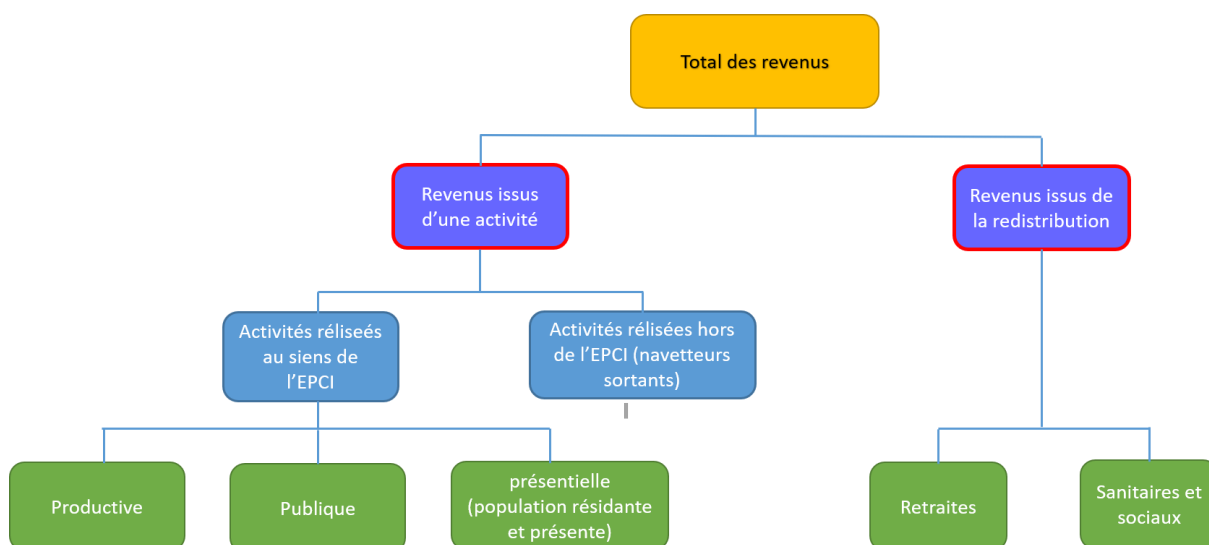 Total des revenus
Revenus issus
d'une activité
Revenus issus de
la redistribution
Activités réliseés
au siens de
l'EPCI
Activités rélisées hors
de l'EPCI (navetteurs
sortants)
Productive
Publique
présentielle
(population résidante
et présente)
Retraites
Sanitaires et
sociaux